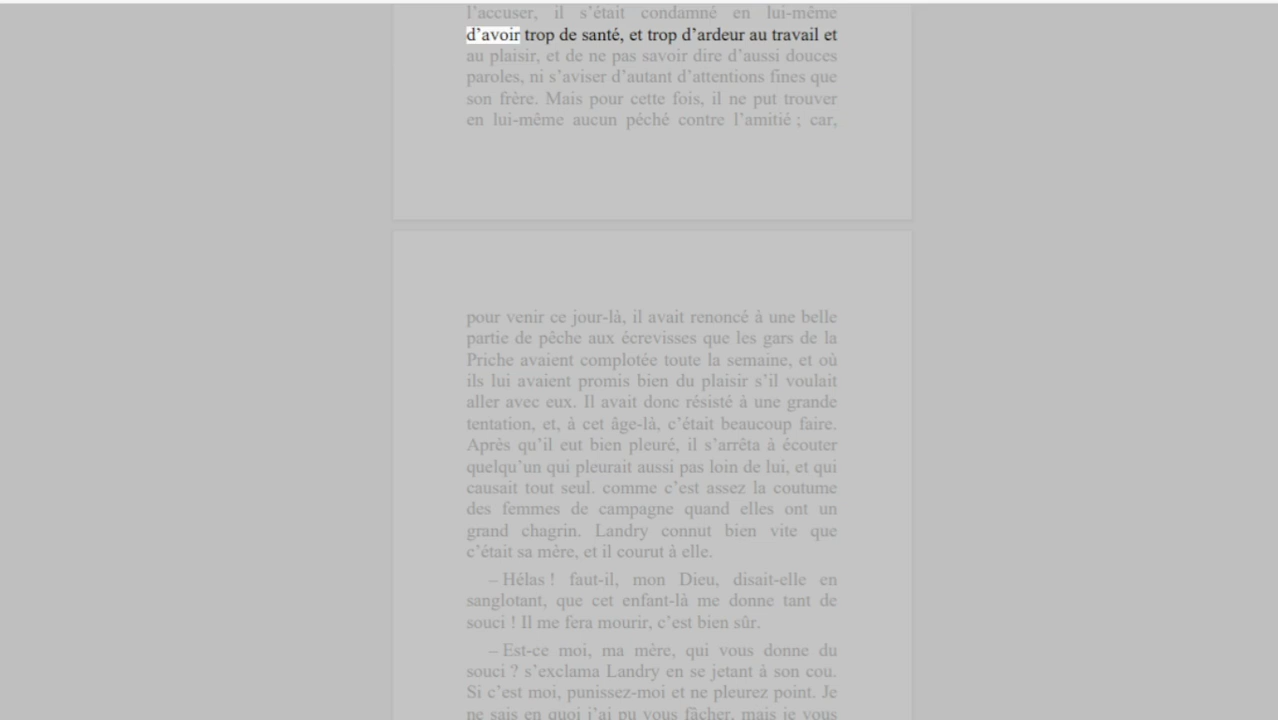 l’accuser, il s’était condamné en lui-même
d’avoir trop de santé, et trop d’ardeur au travail et
au plaisir, et de ne pas savoir dire d’aussi douces
paroles, ni s’aviser d’autant d’attentions fines que
son frère. Mais pour cette fois, il ne put trouver
en lui-même aucun péché contre l’amitié ; car,
pour venir ce jour-là, il avait renoncé à une belle
partie de pêche aux écrevisses que les gars de la
Priche avaient complotée toute la semaine, et où
ils lui avaient promis bien du plaisir s’il voulait
aller avec eux. Il avait donc résisté à une grande
tentation, et, à cet âge-là, c’était beaucoup faire.
Après qu’il eut bien pleuré, il s’arrêta à écouter
quelqu’un qui pleurait aussi pas loin de lui, et qui
causait tout seul. comme c’est assez la coutume
des femmes de campagne quand elles ont un
grand chagrin. Landry connut bien vite que
c’était sa mère, et il courut à elle.
– Hélas ! faut-il, mon Dieu, disait-elle en
sanglotant, que cet enfant-là me donne tant de
souci ! Il me fera mourir, c’est bien sûr.
– Est-ce moi, ma mère, qui vous donne du
souci ? s’exclama Landry en se jetant à son cou.
Si c’est moi, punissez-moi et ne pleurez point. Je
ne sais en quoi j’ai pu vous fâcher, mais je vous